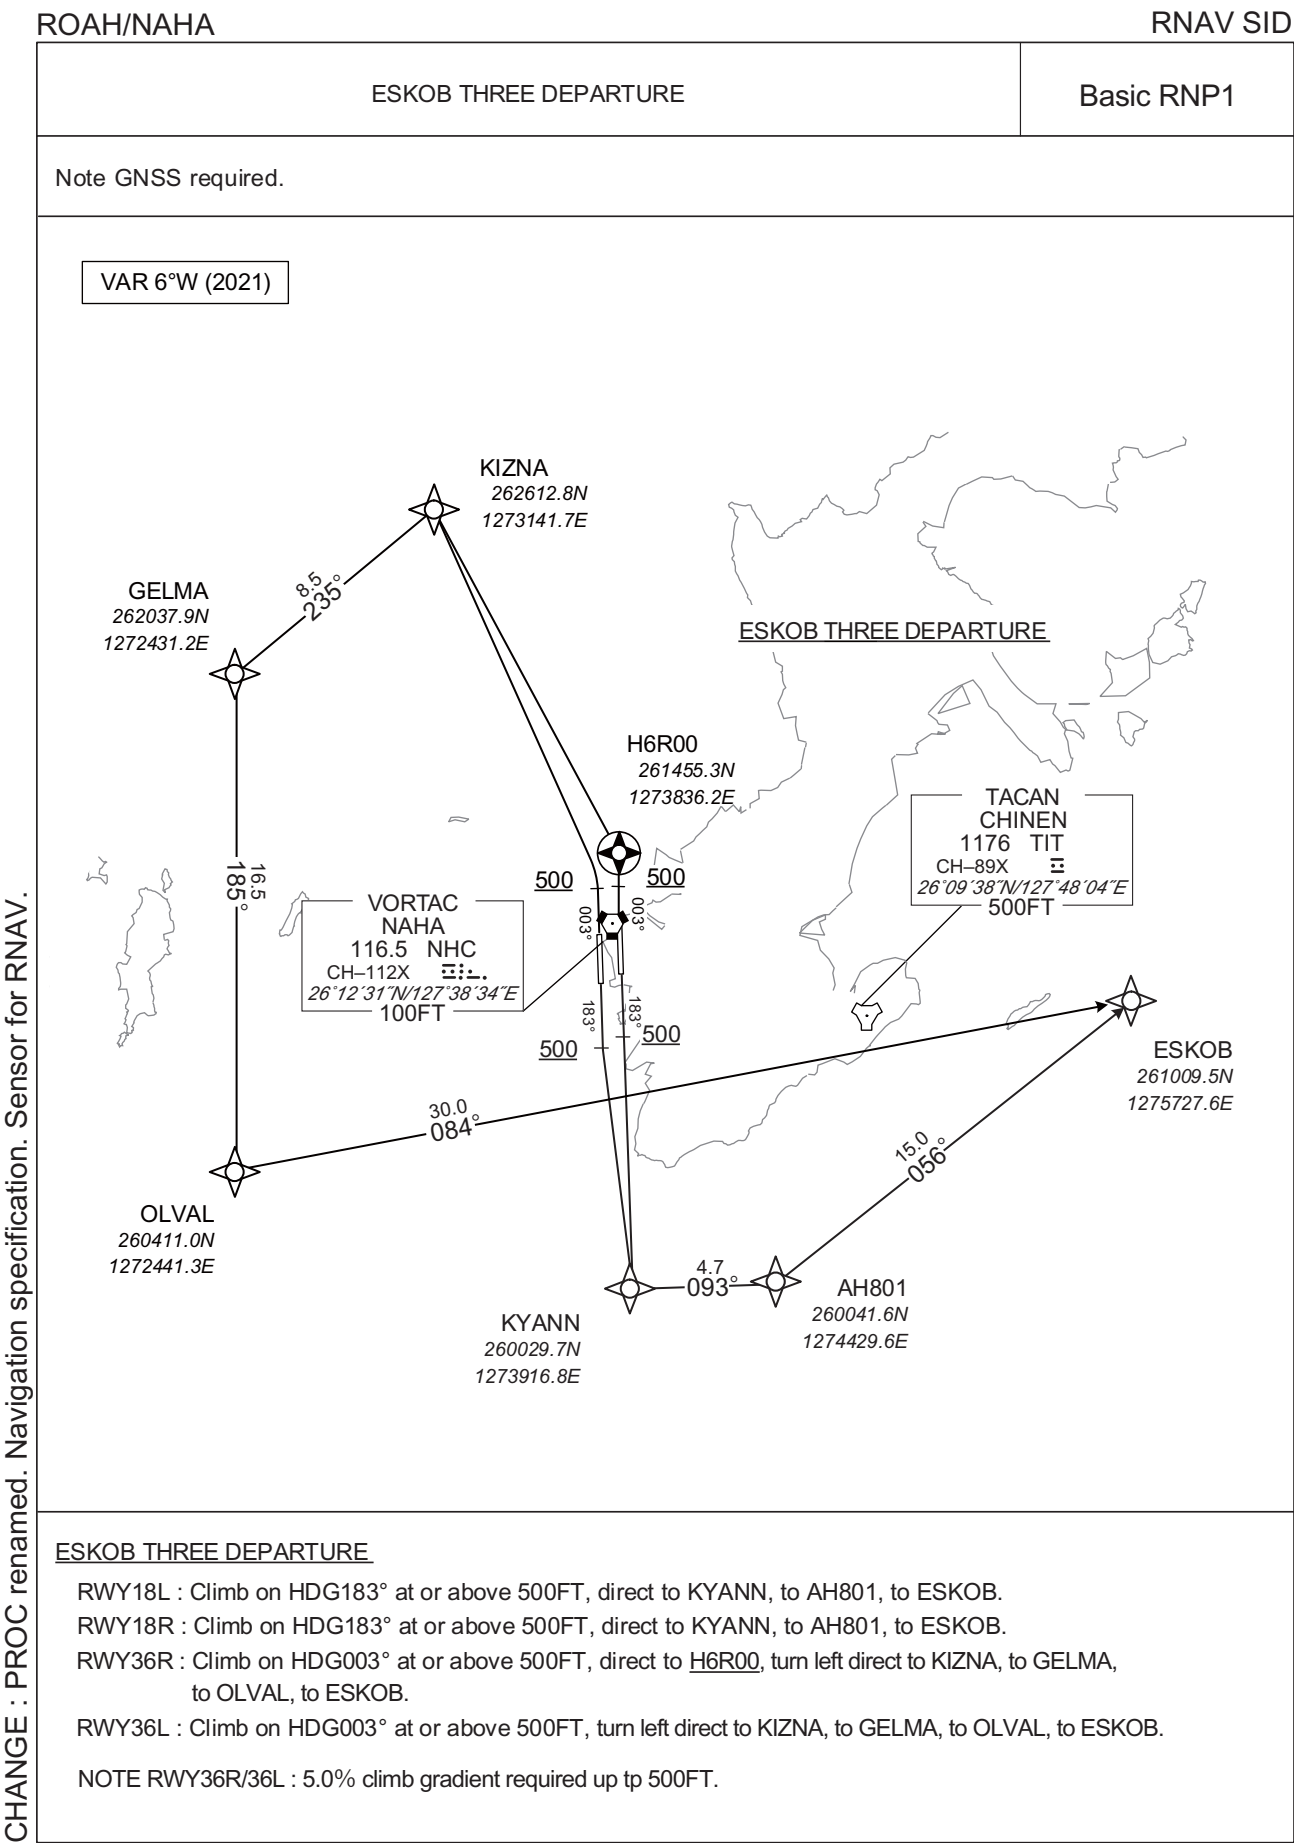 ROAH/NAHA
RNAV SID
ESKOB THREE DEPARTURE
Basic RNP1
Note GNSS required.
VAR 6°W (2021)
KIZNA
262612.8N
1273141.7E
GELMA
262037.9N
1272431.2E
8.5
235°
ESKOB THREE DEPARTURE
H6R00
261455.3N
1273836.2E
TACAN
CHINEN
1176 TIT
CH–89X
26°09´38˝N/127°48´04˝E
500FT
500
500
003°
003°
16.5
185°
VORTAC
NAHA
116.5 NHC
CH–112X
26°12´31˝N/127°38´34˝E
100FT
183°
183°
500
500
ESKOB
261009.5N
1275727.6E
30.0
084°
15.0
056°
OLVAL
260411.0N
1272441.3E
4.7
093°
AH801
260041.6N
1274429.6E
KYANN
260029.7N
1273916.8E
ESKOB THREE DEPARTURE
RWY18L : Climb on HDG183° at or above 500FT, direct to KYANN, to AH801, to ESKOB.
RWY18R : Climb on HDG183° at or above 500FT, direct to KYANN, to AH801, to ESKOB.
RWY36R : Climb on HDG003° at or above 500FT, direct to H6R00, turn left direct to KIZNA, to GELMA,
to OLVAL, to ESKOB.
RWY36L : Climb on HDG003° at or above 500FT, turn left direct to KIZNA, to GELMA, to OLVAL, to ESKOB.
NOTE RWY36R/36L : 5.0% climb gradient required up tp 500FT.
CHANGE : PROC renamed. Navigation specification. Sensor for RNAV.